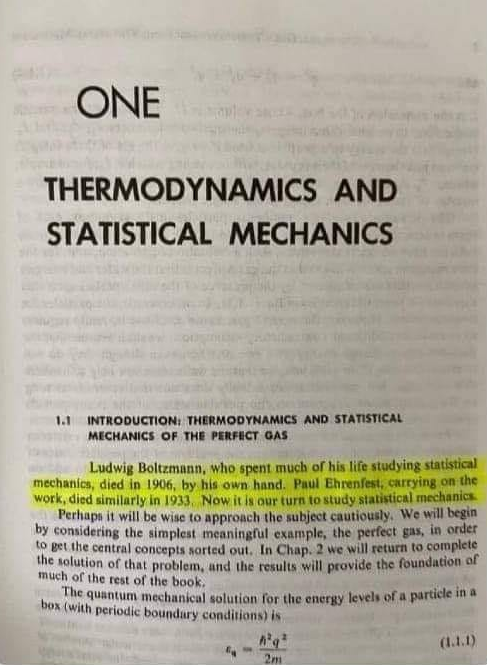 ONE
THERMODYNAMICS AND
STATISTICAL MECHANICS
1.1 INTRODUCTION: THERMODYNAMICS AND STATISTICAL
MECHANICS OF THE PERFECT GAS
Ludwig Boltzmann, who spent much of his life studying statistical
mechanics, died in 1906, by his own hand. Paul Ehrenfest, carrying on the
work, died similarly in 1933. Now it is our turn to study statistical mechanics.
Perhaps it will be wise to approach the subject cautiously. We will begin
by considering the simplest meaningful example, the perfect gas, in order
to get the central concepts sorted out. In Chap. 2 we will return to complete
the solution of that problem, and the results will provide the foundation of
much of the rest of the book.
The quantum mechanical solution for the energy levels of a particle in a
box (with periodic boundary conditions) is
ε_q = ħ²q² / 2m (1.1.1)